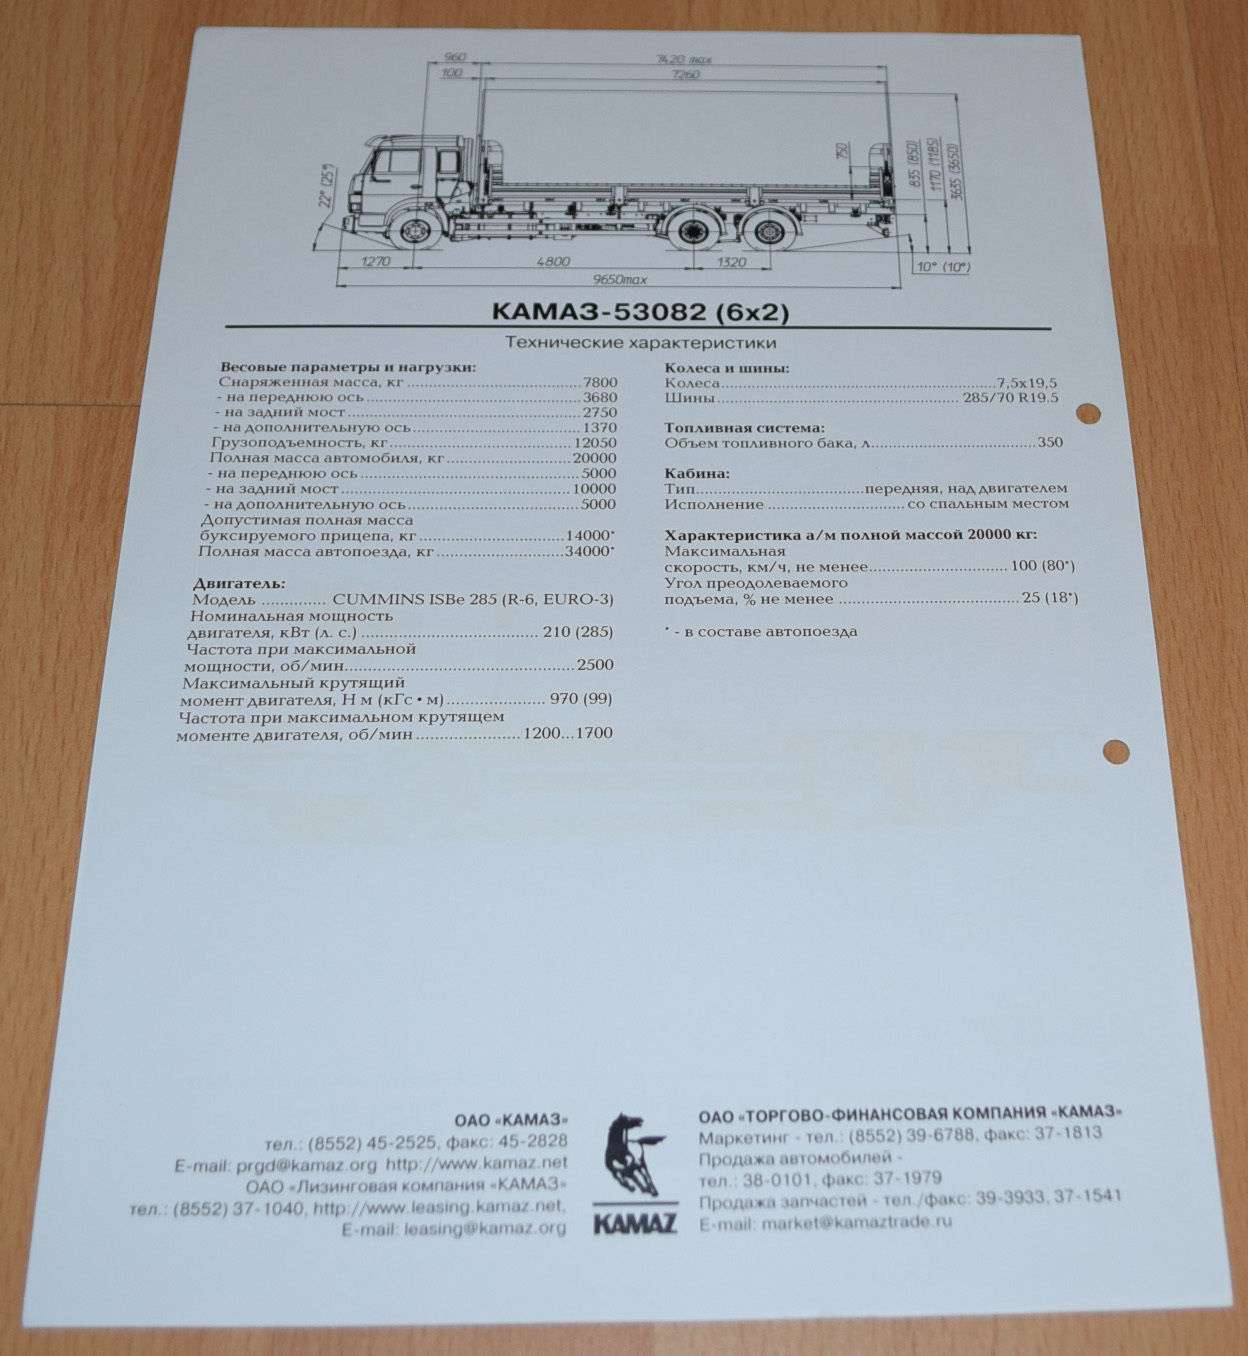 960
7420 max
100
7260
22° (25°)
750
835 (850)
1170 (1185)
3635 (3650)
1270
4800
1320
10° (10°)
9650max
КАМАЗ-53082 (6x2)
Технические характеристики
Весовые параметры и нагрузки:
Снаряженная масса, кг ........................... 7800
- на переднюю ось .................................. 3680
- на задний мост ..................................... 2750
- на дополнительную ось ........................ 1370
Грузоподъемность, кг ............................ 12050
Полная масса автомобиля, кг .................. 20000
- на переднюю ось .................................. 5000
- на задний мост ..................................... 10000
- на дополнительную ось ........................ 5000
Допустимая полная масса
буксируемого прицепа, кг ...................... 14000*
Полная масса автопоезда, кг .................. 34000*
Двигатель:
Модель ............. CUMMINS ISBe 285 (R-6, EURO-3)
Номинальная мощность
двигателя, кВт (л. с.) ............................ 210 (285)
Частота при максимальной
мощности, об/мин .................................. 2500
Максимальный крутящий
момент двигателя, Н м (кГс • м) .............. 970 (99)
Частота при максимальном крутящем
моменте двигателя, об/мин ................ 1200...1700
Колеса и шины:
Колеса ................................................ 7,5x19,5
Шины ............................................ 285/70 R19.5
Топливная система:
Объем топливного бака, л ........................ 350
Кабина:
Тип ........................ передняя, над двигателем
Исполнение ........................ со спальным местом
Характеристика а/м полной массой 20000 кг:
Максимальная
скорость, км/ч, не менее ........................ 100 (80*)
Угол преодолеваемого
подъема, % не менее ............................ 25 (18*)
* - в составе автопоезда
ОАО «КАМАЗ»
тел.: (8552) 45-2525, факс: 45-2828
E-mail: prgd@kamaz.org http://www.kamaz.net
ОАО «Лизинговая компания «КАМАЗ»
тел.: (8552) 37-1040, http://www.leasing.kamaz.net,
E-mail: leasing@kamaz.org
KAMAZ
ОАО «ТОРГОВО-ФИНАНСОВАЯ КОМПАНИЯ «КАМАЗ»
Маркетинг - тел.: (8552) 39-6788, факс: 37-1813
Продажа автомобилей -
тел.: 38-0101, факс: 37-1979
Продажа запчастей - тел./факс: 39-3933, 37-1541
E-mail: market@kamaztrade.ru